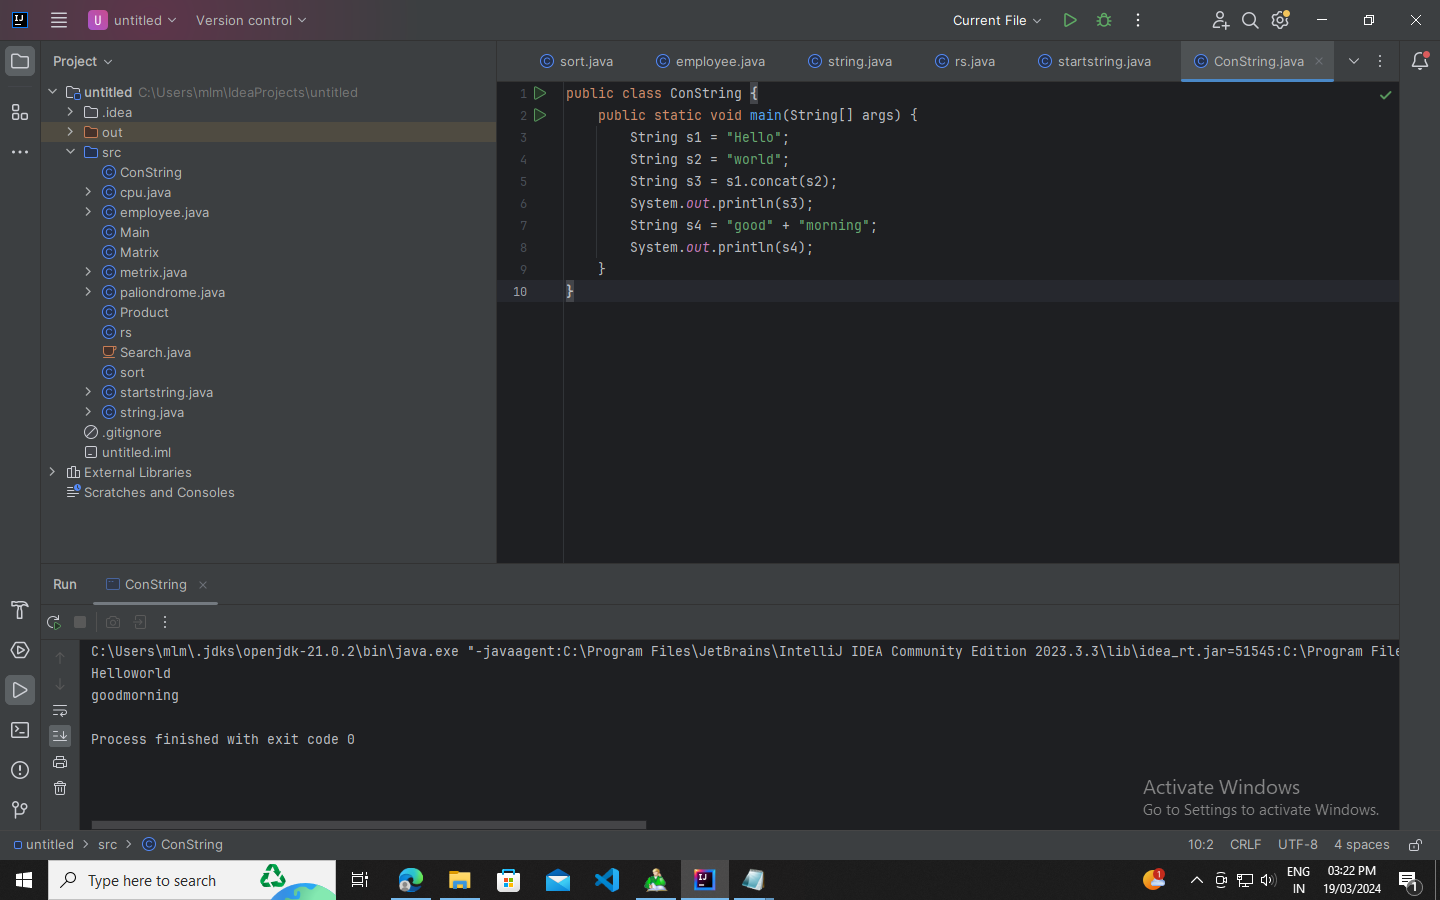 U untitled Version control Current File
Project
sort.java employee.java string.java rs.java startstring.java ConString.java
untitled C:\Users\mlm\IdeaProjects\untitled
.idea
out
src
ConString
cpu.java
employee.java
Main
Matrix
metrix.java
paliondrome.java
Product
rs
Search.java
sort
startstring.java
string.java
.gitignore
untitled.iml
External Libraries
Scratches and Consoles
1 public class ConString {
2 public static void main(String[] args) {
3 String s1 = "Hello";
4 String s2 = "world";
5 String s3 = s1.concat(s2);
6 System.out.println(s3);
7 String s4 = "good" + "morning";
8 System.out.println(s4);
9 }
10 }
Run ConString
C:\Users\mlm\.jdks\openjdk-21.0.2\bin\java.exe "-javaagent:C:\Program Files\JetBrains\IntelliJ IDEA Community Edition 2023.3.3\lib\idea_rt.jar=51545:C:\Program File
Helloworld
goodmorning
Process finished with exit code 0
Activate Windows
Go to Settings to activate Windows.
untitled > src > ConString 10:2 CRLF UTF-8 4 spaces
Type here to search
1
ENG
IN
03:22 PM
19/03/2024
1